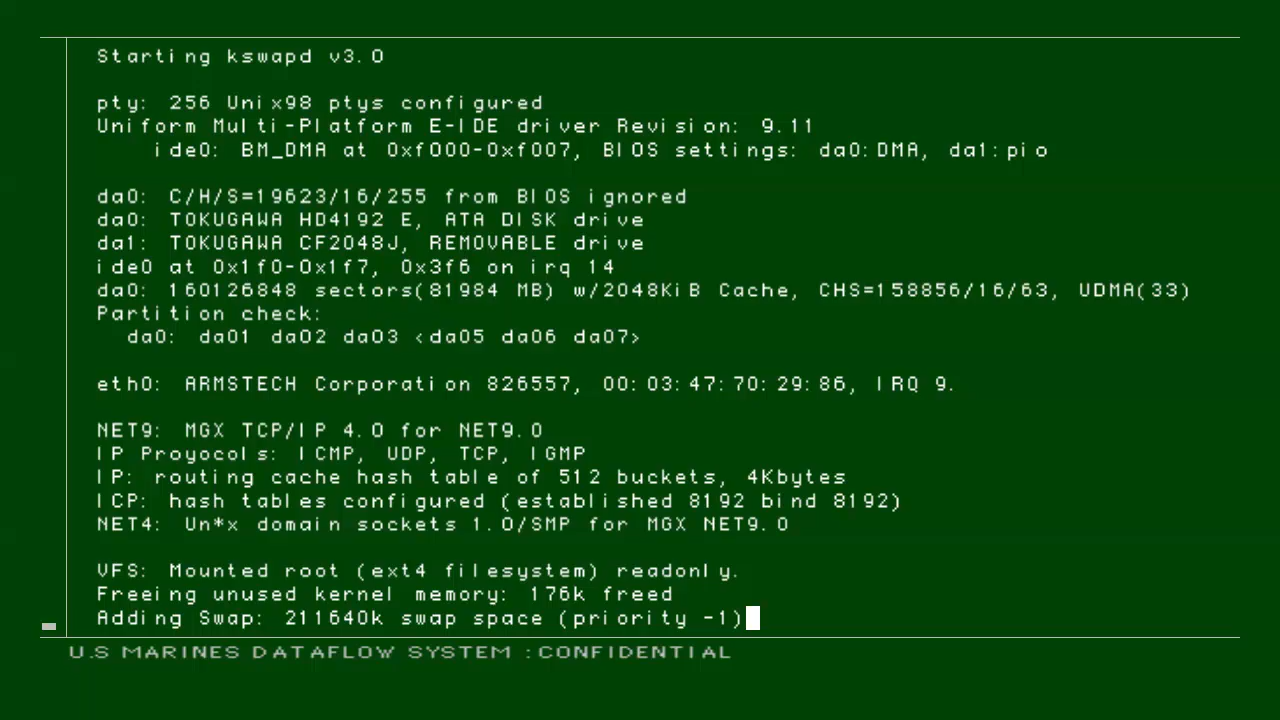 Starting kswapd v3.0
pty: 256 Unix98 ptys configured
Uniform Multi-Platform E-IDE driver Revision: 9.11
ide0: BM_DMA at 0xf000-0xf007, BIOS settings: da0:DMA, da1:pio
da0: C/H/S=19623/16/255 from BIOS ignored
da0: TOKUGAWA HD4192 E, ATA DISK drive
da1: TOKUGAWA CF2048J, REMOVABLE drive
ide0 at 0x1f0-0x1f7, 0x3f6 on irq 14
da0: 160126848 sectors(81984 MB) w/2048KiB Cache, CHS=158856/16/63, UDMA(33)
Partition check:
da0: da01 da02 da03 <da05 da06 da07>
eth0: ARMSTECH Corporation 826557, 00:03:47:70:29:86, IRQ 9.
NET9: MGX TCP/IP 4.0 for NET9.0
IP Proyocols: ICMP, UDP, TCP, IGMP
IP: routing cache hash table of 512 buckets, 4Kbytes
ICP: hash tables configured (established 8192 bind 8192)
NET4: Un*x domain sockets 1.0/SMP for MGX NET9.0
VFS: Mounted root (ext4 filesystem) readonly.
Freeing unused kernel memory: 176k freed
Adding Swap: 211640k swap space (priority -1)
U.S MARINES DATAFLOW SYSTEM :CONFIDENTIAL